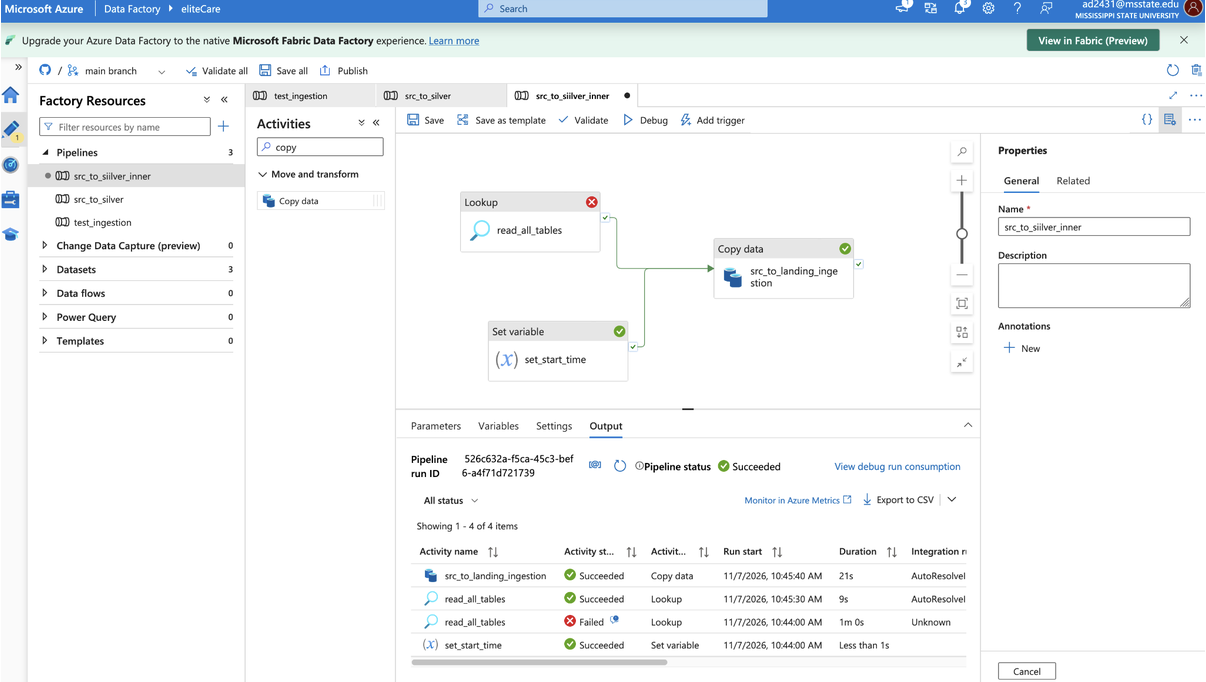 Microsoft Azure
Data Factory
eliteCare
Search
1
3
ad2431@msstate.edu
MISSISSIPPI STATE UNIVERSITY
Upgrade your Azure Data Factory to the native Microsoft Fabric Data Factory experience. Learn more
View in Fabric (Preview)
/ main branch
Validate all
Save all
Publish
Factory Resources
Filter resources by name
1
Pipelines 3
src_to_siilver_inner
src_to_silver
test_ingestion
Change Data Capture (preview) 0
Datasets 3
Data flows 0
Power Query 0
Templates 0
test_ingestion
src_to_silver
src_to_siilver_inner
Activities
copy
Move and transform
Copy data
Save
Save as template
Validate
Debug
Add trigger
{}
Lookup
read_all_tables
Set variable
(x) set_start_time
Copy data
src_to_landing_inge
stion
Properties
General
Related
Name *
src_to_siilver_inner
Description
Annotations
New
Cancel
Parameters
Variables
Settings
Output
Pipeline
run ID
526c632a-f5ca-45c3-bef
6-a4f71d721739
Pipeline status
Succeeded
View debug run consumption
All status
Monitor in Azure Metrics
Export to CSV
Showing 1 - 4 of 4 items
Activity name Activity st... Activit... Run start Duration Integration ru
src_to_landing_ingestion Succeeded Copy data 11/7/2026, 10:45:40 AM 21s AutoResolveI
read_all_tables Succeeded Lookup 11/7/2026, 10:45:30 AM 9s AutoResolveI
read_all_tables Failed Lookup 11/7/2026, 10:44:00 AM 1m 0s Unknown
(x) set_start_time Succeeded Set variable 11/7/2026, 10:44:00 AM Less than 1s